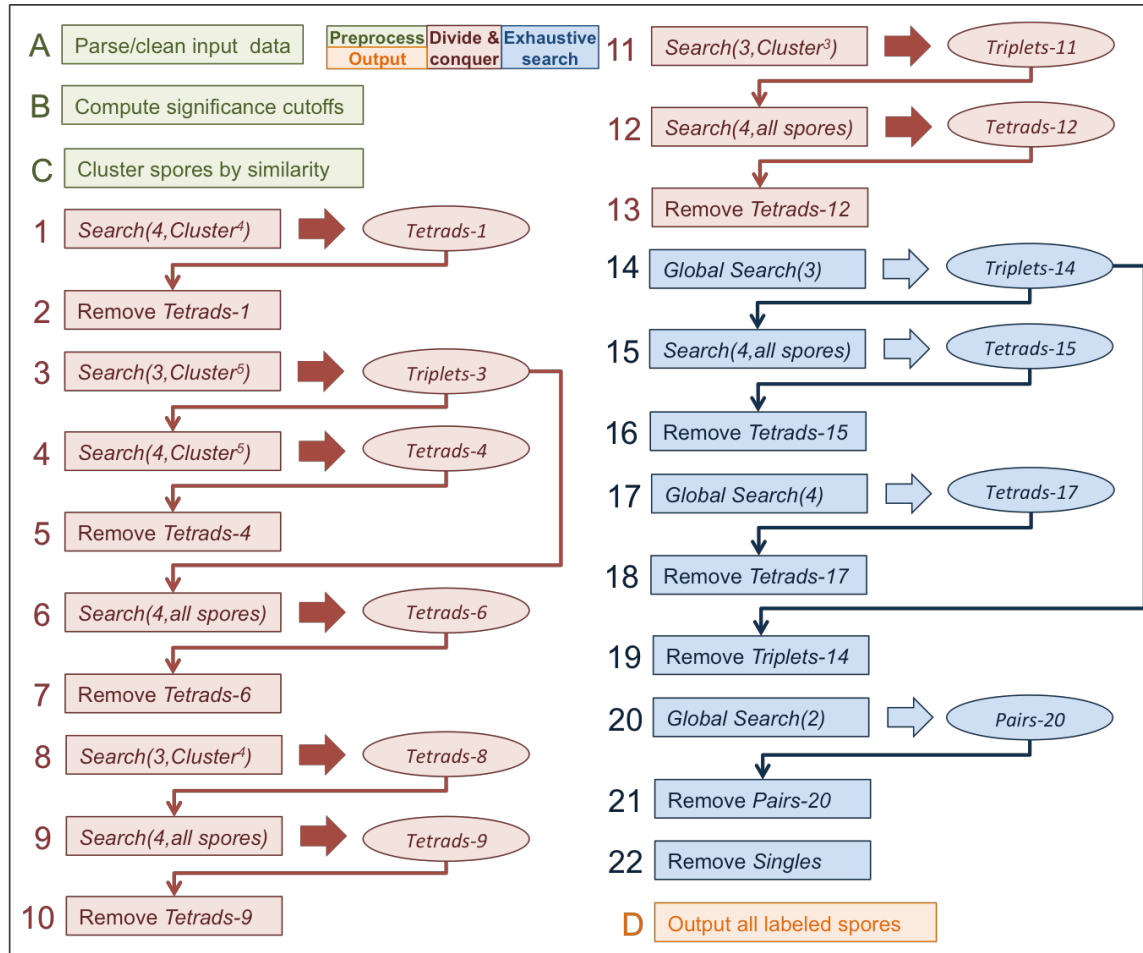 A Parse/clean input data
Preprocess Divide & Exhaustive
Output conquer search
B Compute significance cutoffs
C Cluster spores by similarity
1 Search(4,Cluster⁴) Tetrads-1
2 Remove Tetrads-1
3 Search(3,Cluster⁵) Triplets-3
4 Search(4,Cluster⁵) Tetrads-4
5 Remove Tetrads-4
6 Search(4,all spores) Tetrads-6
7 Remove Tetrads-6
8 Search(3,Cluster⁴) Tetrads-8
9 Search(4,all spores) Tetrads-9
10 Remove Tetrads-9
11 Search(3,Cluster³) Triplets-11
12 Search(4,all spores) Tetrads-12
13 Remove Tetrads-12
14 Global Search(3) Triplets-14
15 Search(4,all spores) Tetrads-15
16 Remove Tetrads-15
17 Global Search(4) Tetrads-17
18 Remove Tetrads-17
19 Remove Triplets-14
20 Global Search(2) Pairs-20
21 Remove Pairs-20
22 Remove Singles
D Output all labeled spores